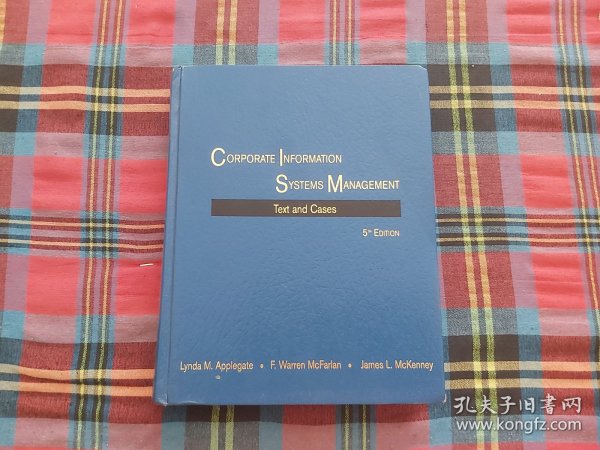 CORPORATE INFORMATION
SYSTEMS MANAGEMENT
Text and Cases
5TH EDITION
Lynda M. Applegate • F. Warren McFarlan • James L. McKenney
孔夫子旧书网
www.kongfz.com